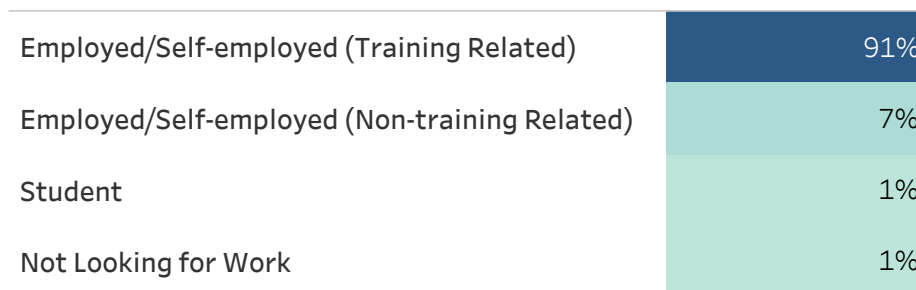 Employed/Self-employed (Training Related) 91%
Employed/Self-employed (Non-training Related) 7%
Student 1%
Not Looking for Work 1%